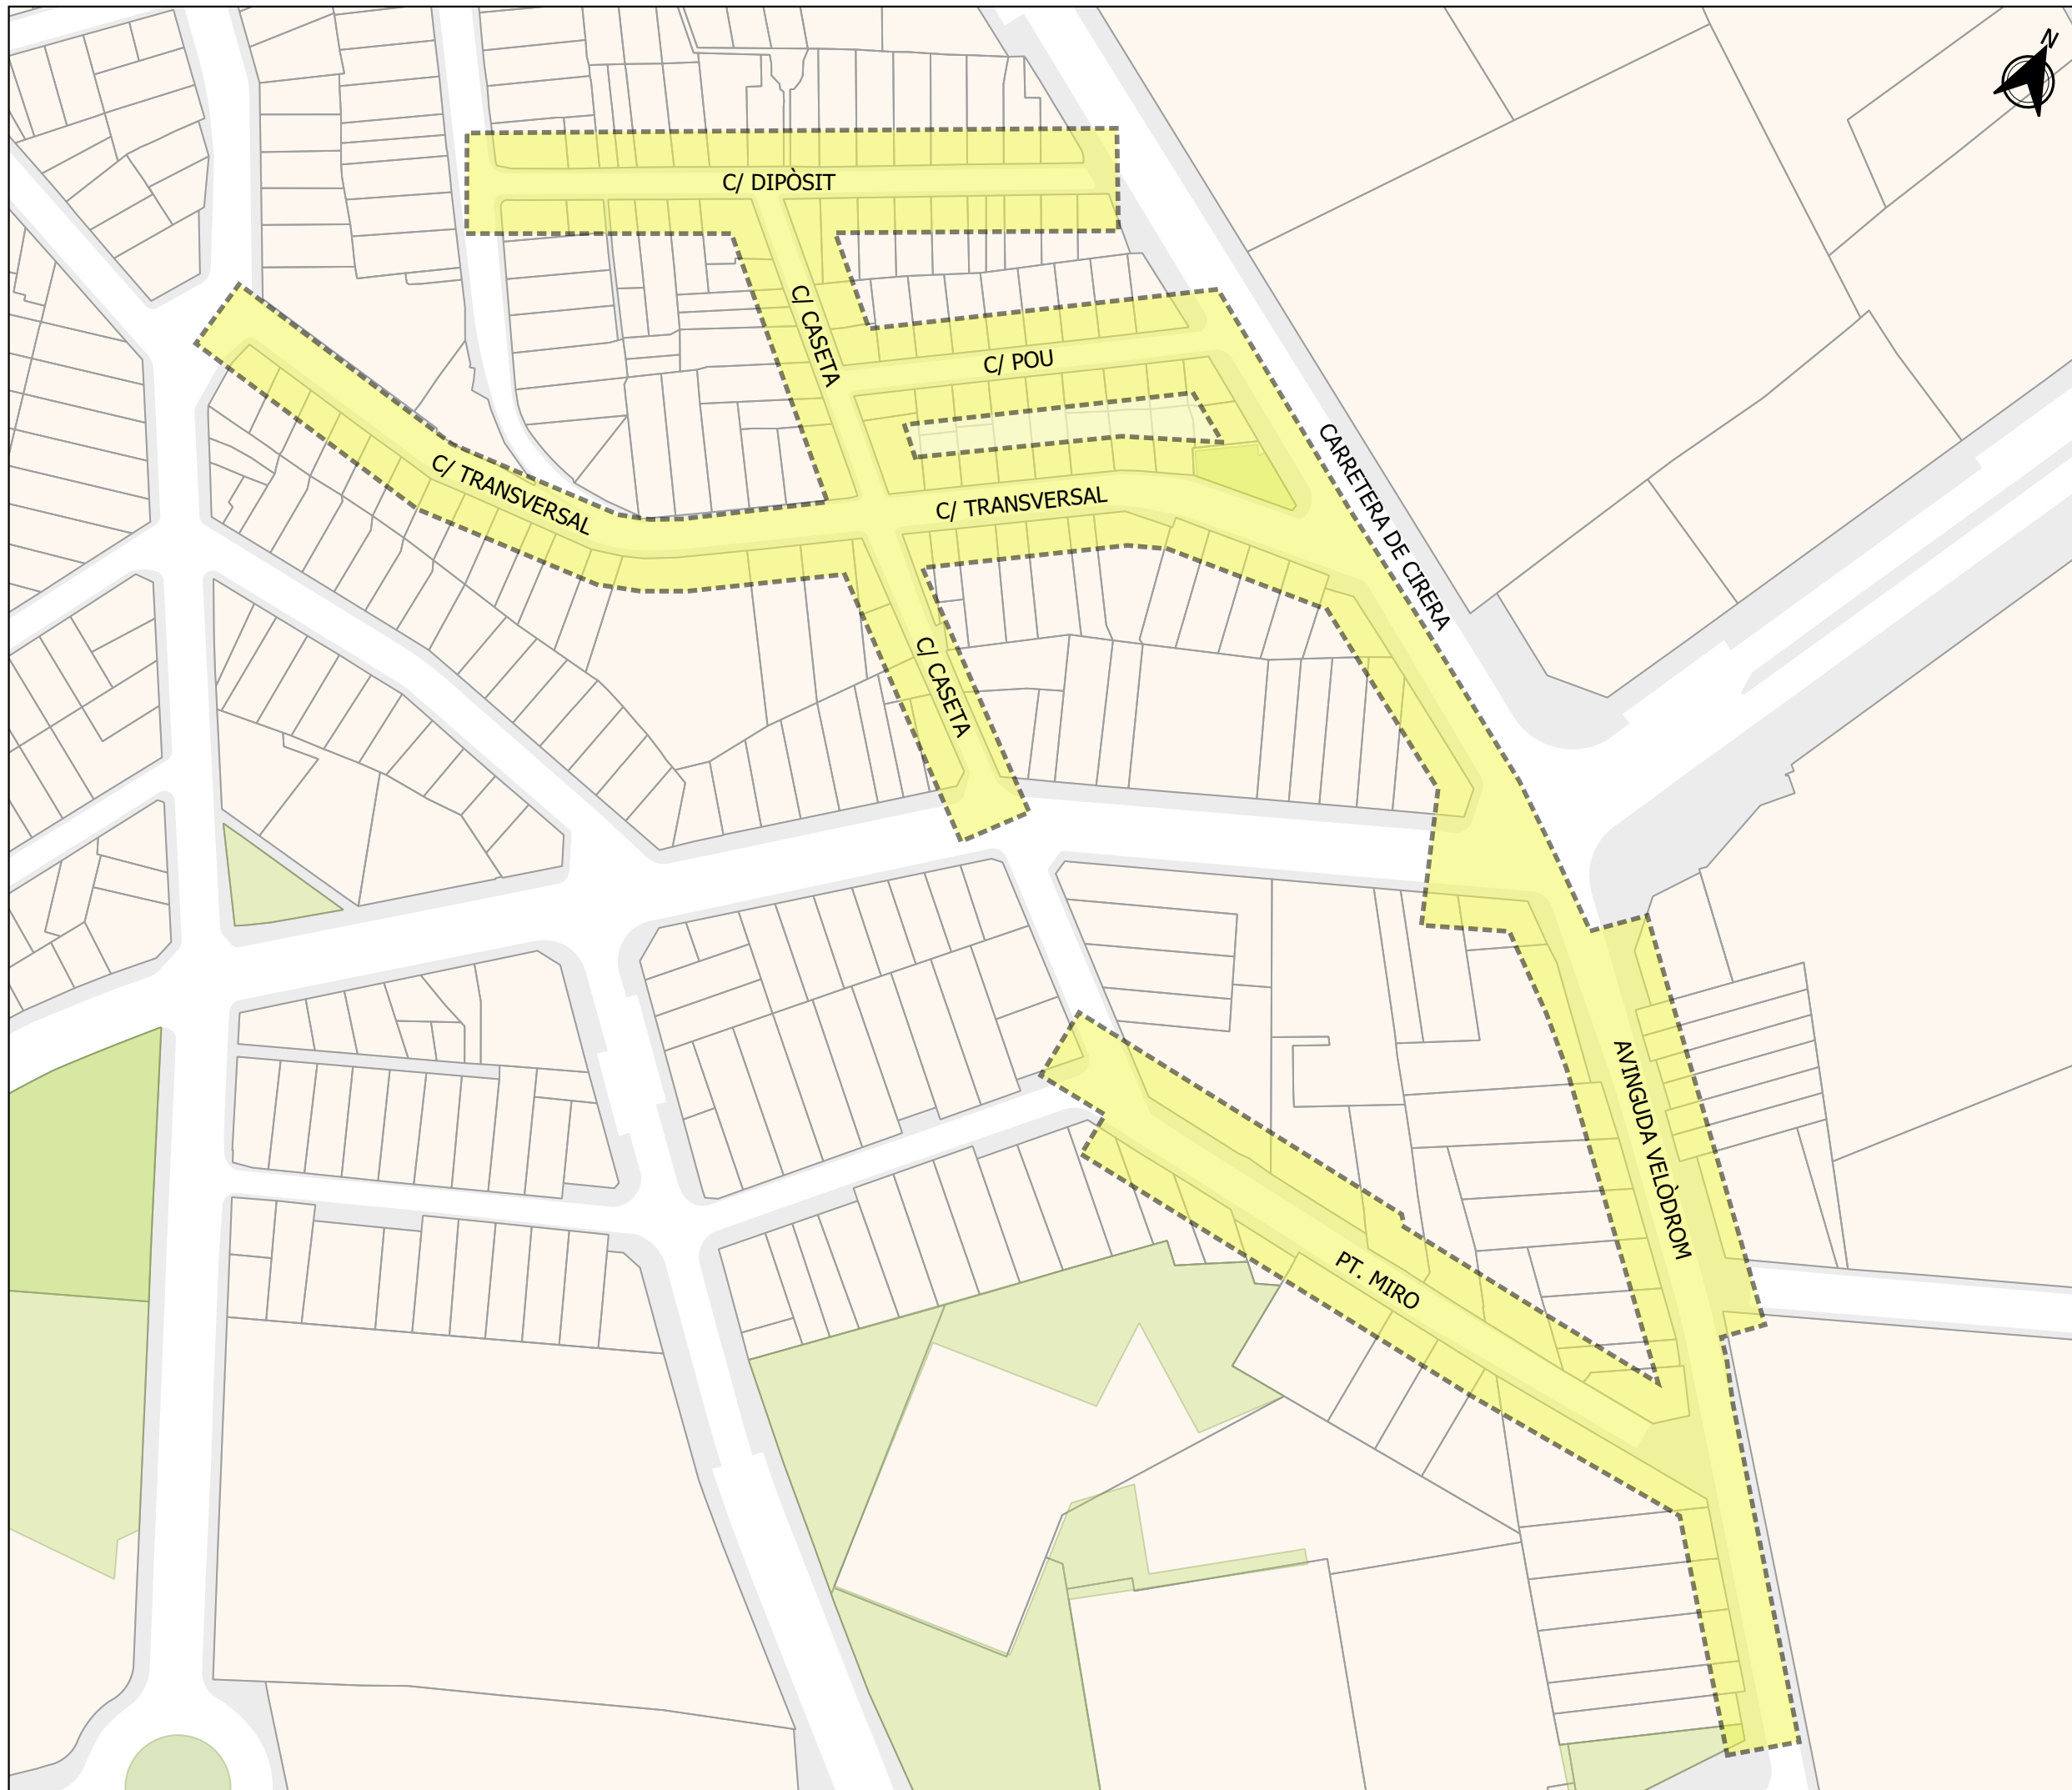 N
C/ DIPÒSIT
C/ CASETA
C/ POU
CARRETERA DE CIRERA
C/ TRANSVERSAL
C/ TRANSVERSAL
C/ CASETA
AVINGUDA VELÒDROM
PT. MIRO